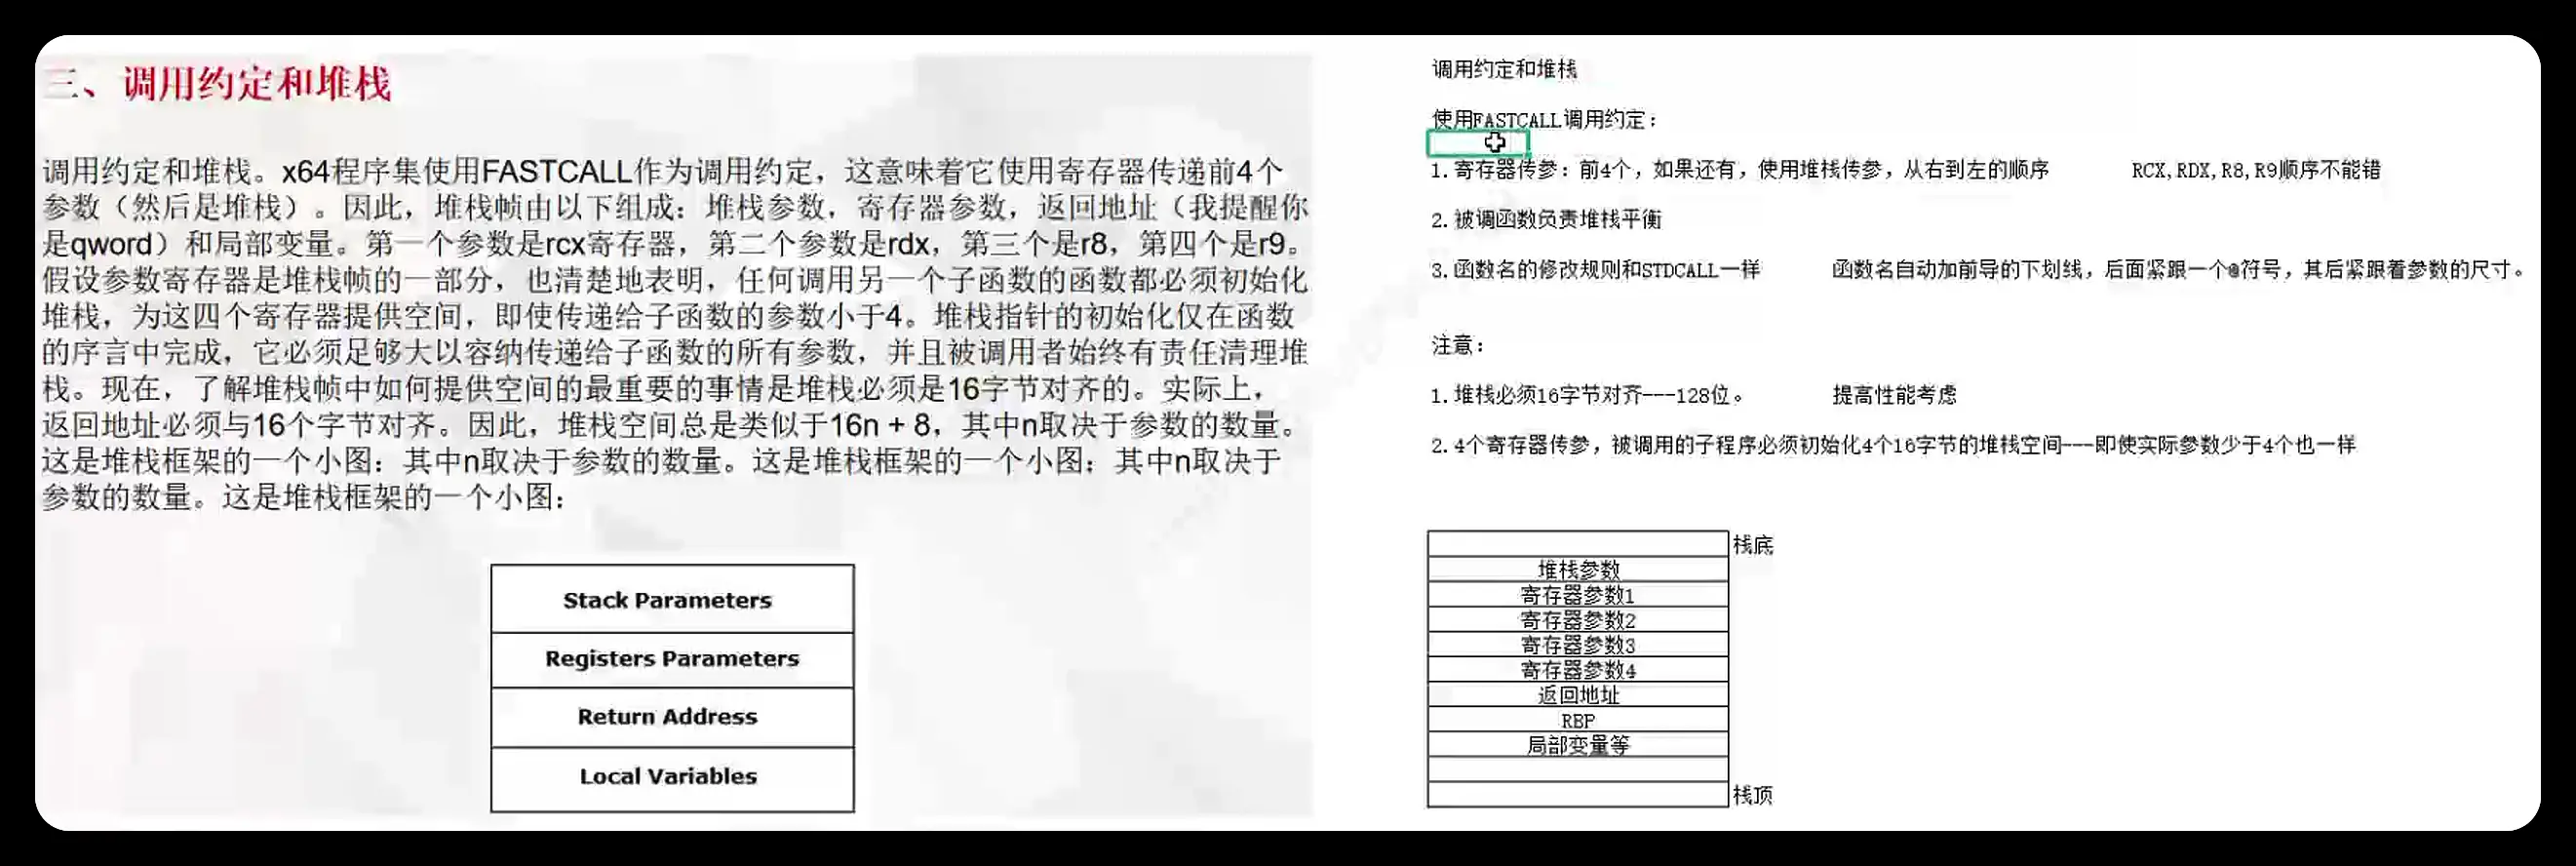 三、调用约定和堆栈
调用约定和堆栈。x64程序集使用FASTCALL作为调用约定，这意味着它使用寄存器传递前4个
参数（然后是堆栈）。因此，堆栈帧由以下组成：堆栈参数，寄存器参数，返回地址（我提醒你
是qword）和局部变量。第一个参数是rcx寄存器，第二个参数是rdx，第三个是r8，第四个是r9。
假设参数寄存器是堆栈帧的一部分，也清楚地表明，任何调用另一个子函数的函数都必须初始化
堆栈，为这四个寄存器提供空间，即使传递给子函数的参数小于4。堆栈指针的初始化仅在函数
的序言中完成，它必须足够大以容纳传递给子函数的所有参数，并且被调用者始终有责任清理堆
栈。现在，了解堆栈帧中如何提供空间的最重要的事情是堆栈必须是16字节对齐的。实际上，
返回地址必须与16个字节对齐。因此，堆栈空间总是类似于16n + 8，其中n取决于参数的数量。
这是堆栈框架的一个小图：其中n取决于参数的数量。这是堆栈框架的一个小图：其中n取决于
参数的数量。这是堆栈框架的一个小图：
Stack Parameters
Registers Parameters
Return Address
Local Variables
调用约定和堆栈
使用FASTCALL调用约定：
1.寄存器传参：前4个，如果还有，使用堆栈传参，从右到左的顺序 RCX,RDX,R8,R9顺序不能错
2.被调函数负责堆栈平衡
3.函数名的修改规则和STDCALL一样 函数名自动加前导的下划线，后面紧跟一个@符号，其后紧跟着参数的尺寸。
注意：
1.堆栈必须16字节对齐---128位。 提高性能考虑
2.4个寄存器传参，被调用的子程序必须初始化4个16字节的堆栈空间---即使实际参数少于4个也一样
栈底
堆栈参数
寄存器参数1
寄存器参数2
寄存器参数3
寄存器参数4
返回地址
RBP
局部变量等
栈顶